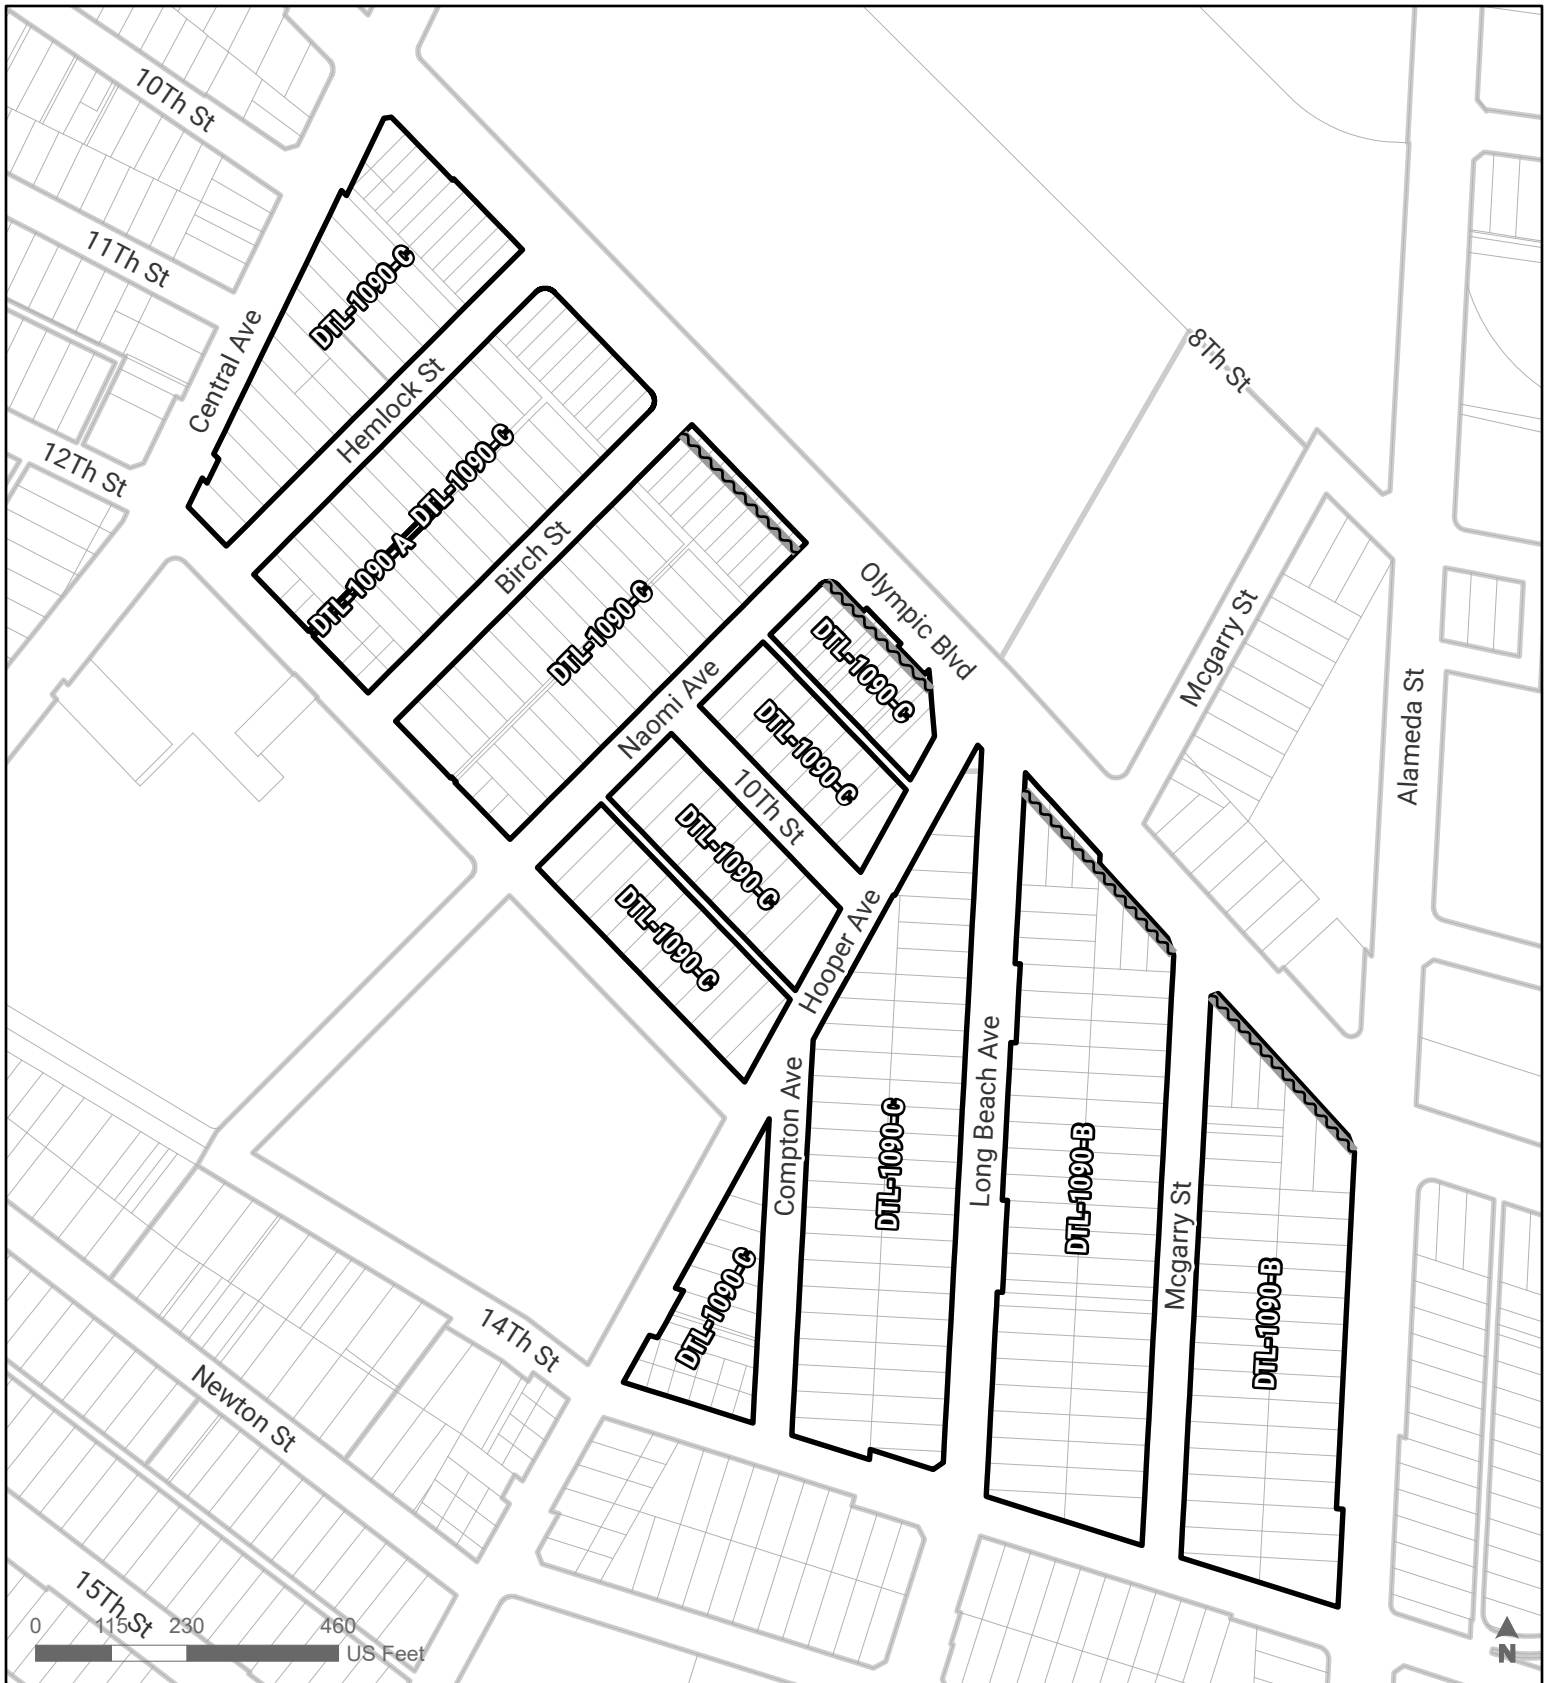 10Th St
11Th St
Central Ave
12Th St
DTL-1090-C
Hemlock St
DTL-1090-A
DTL-1090-C
Birch St
DTL-1090-C
8Th St
Olympic Blvd
Mcgarry St
Alameda St
DTL-1090-C
Naomi Ave
DTL-1090-C
10Th St
DTL-1090-C
DTL-1090-C
Hooper Ave
Compton Ave
DTL-1090-C
Long Beach Ave
DTL-1090-B
Mcgarry St
DTL-1090-B
DTL-1090-C
14Th St
Newton St
15Th St
0 115 230 460
US Feet
N